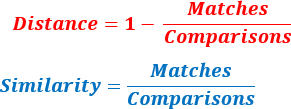 Distance = 1 − Matches / Comparisons
Similarity = Matches / Comparisons